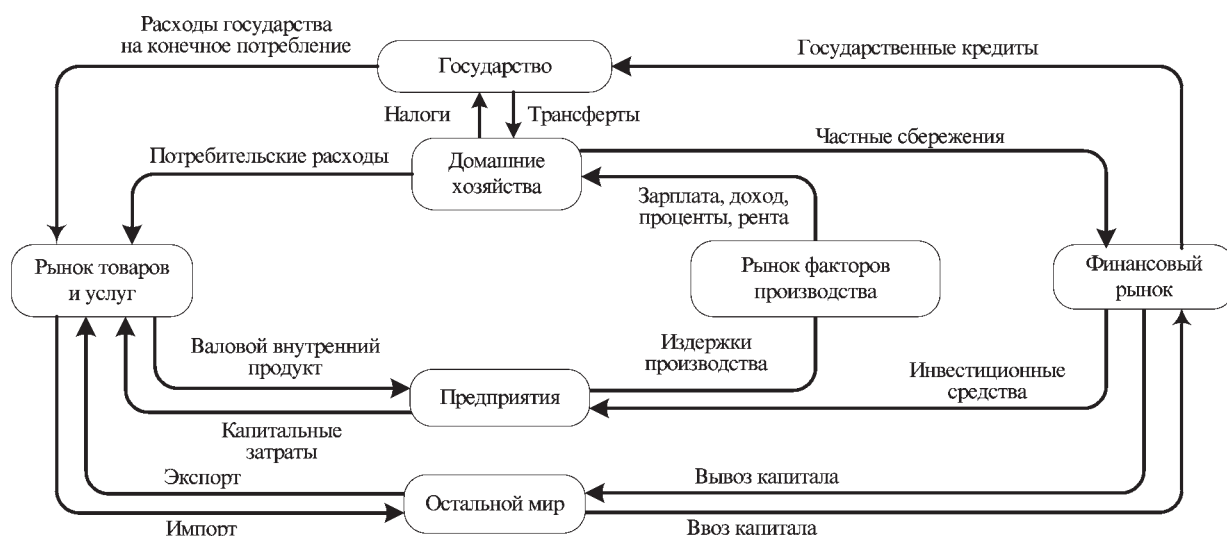 Расходы государства
на конечное потребление
Государство
Государственные кредиты
Налоги
Трансферты
Частные сбережения
Потребительские расходы
Домашние
хозяйства
Зарплата, доход,
проценты, рента
Рынок товаров
и услуг
Рынок факторов
производства
Финансовый
рынок
Валовой внутренний
продукт
Издержки
производства
Предприятия
Инвестиционные
средства
Капитальные
затраты
Экспорт
Остальной мир
Вывоз капитала
Импорт
Ввоз капитала